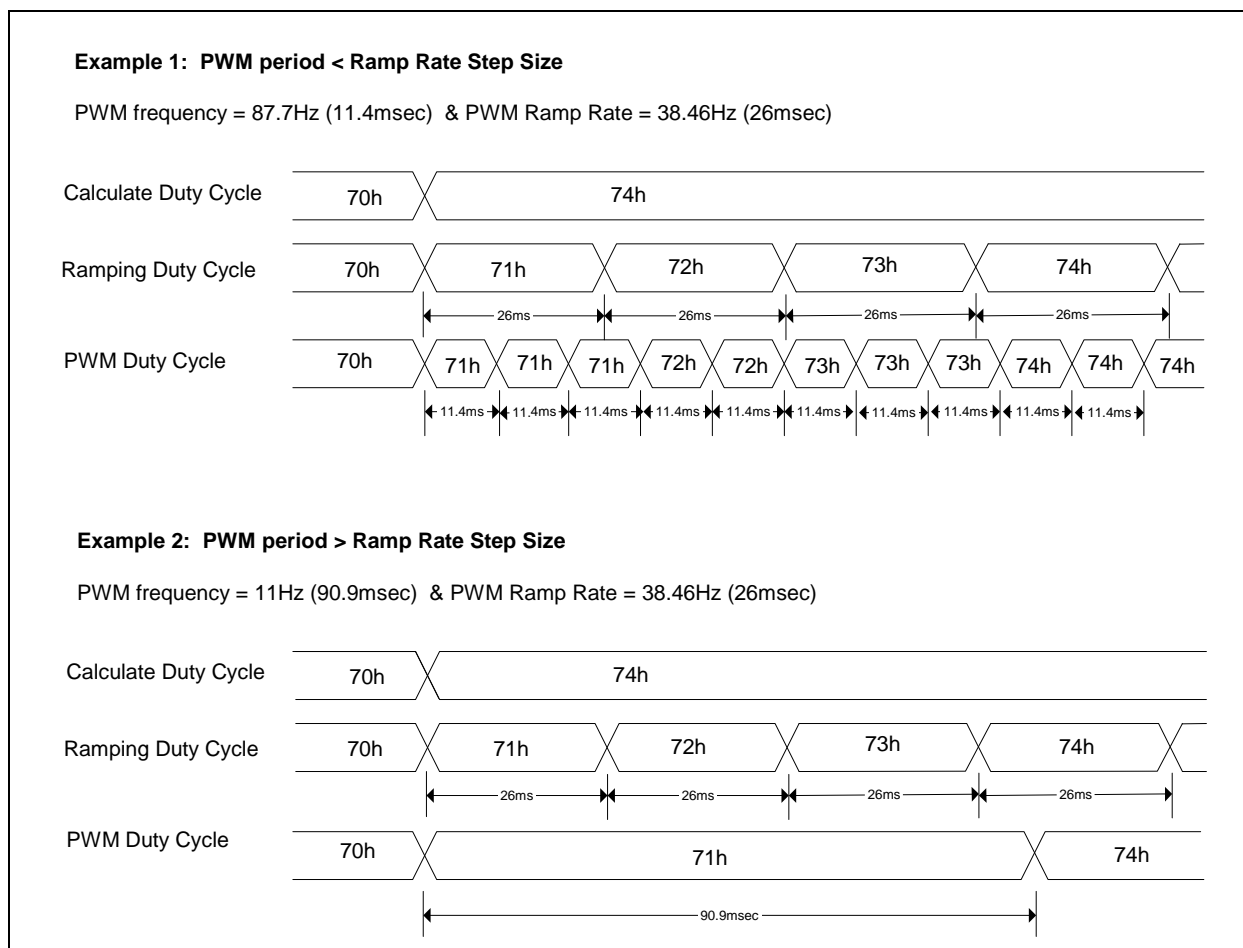 Example 1: PWM period < Ramp Rate Step Size
PWM frequency = 87.7Hz (11.4msec) & PWM Ramp Rate = 38.46Hz (26msec)
Calculate Duty Cycle 70h 74h
Ramping Duty Cycle 70h 71h 72h 73h 74h
26ms 26ms 26ms 26ms
PWM Duty Cycle 70h 71h 71h 71h 72h 72h 73h 73h 73h 74h 74h 74h
11.4ms 11.4ms 11.4ms 11.4ms 11.4ms 11.4ms 11.4ms 11.4ms 11.4ms 11.4ms
Example 2: PWM period > Ramp Rate Step Size
PWM frequency = 11Hz (90.9msec) & PWM Ramp Rate = 38.46Hz (26msec)
Calculate Duty Cycle 70h 74h
Ramping Duty Cycle 70h 71h 72h 73h 74h
26ms 26ms 26ms 26ms
PWM Duty Cycle 70h 71h 74h
90.9msec